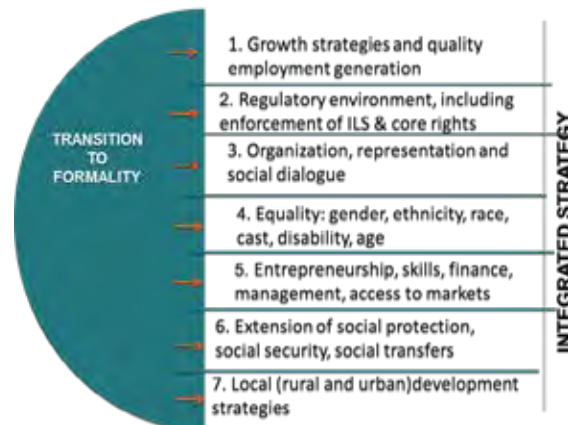 TRANSITION
TO
FORMALITY
1. Growth strategies and quality
employment generation
2. Regulatory environment, including
enforcement of ILS & core rights
3. Organization, representation and
social dialogue
4. Equality: gender, ethnicity, race,
cast, disability, age
5. Entrepreneurship, skills, finance,
management, access to markets
6. Extension of social protection,
social security, social transfers
7. Local (rural and urban)development
strategies
INTEGRATED STRATEGY